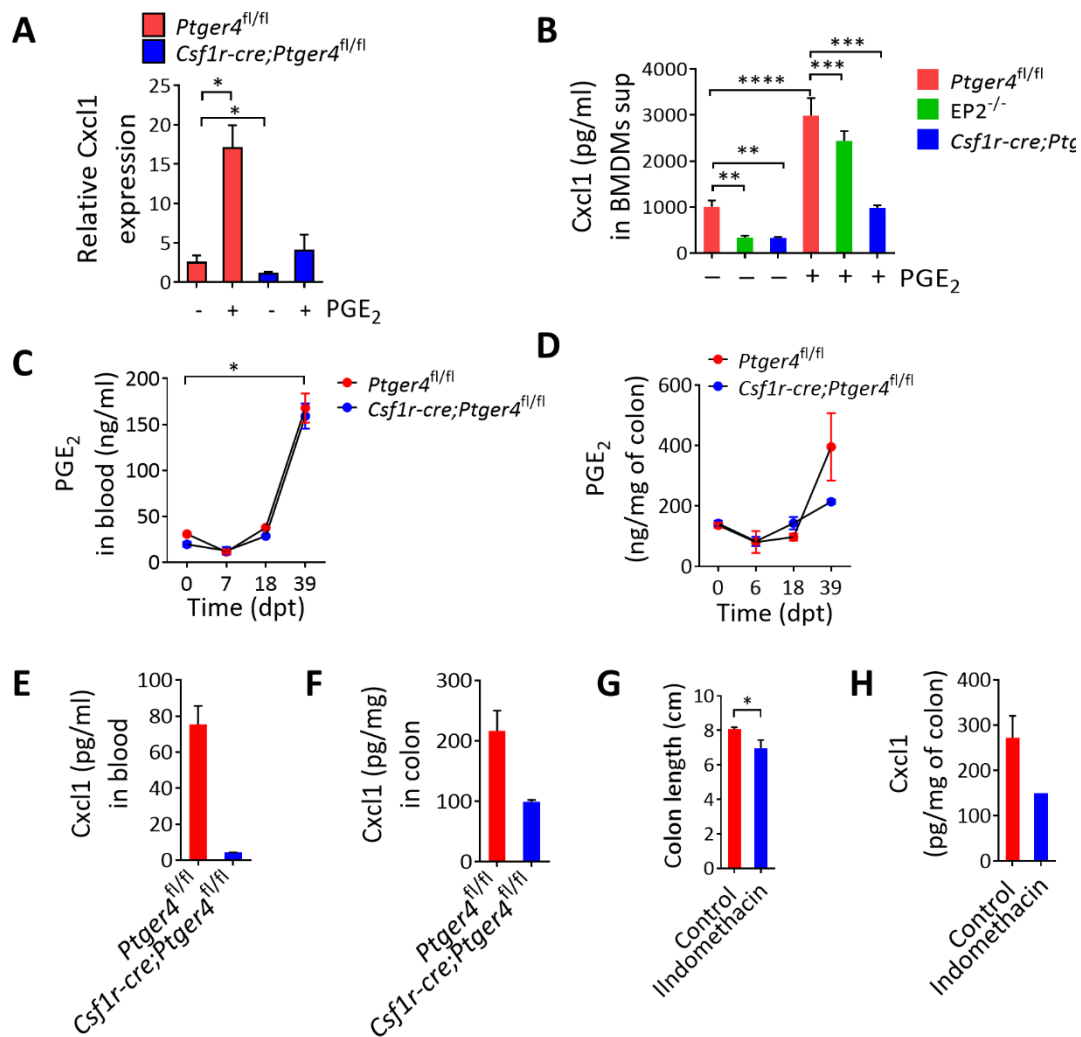 A
Ptger4fl/fl
Csf1r-cre;Ptger4fl/fl
Relative Cxcl1
expression
25
20
15
10
5
0
*
*
- + - + PGE2
B
Cxcl1 (pg/ml)
in BMDMs sup
4000
3000
2000
1000
0
**
**
****
***
***
– – – + + + PGE2
Ptger4fl/fl
EP2-/-
Csf1r-cre;Ptg
C
PGE2
in blood (ng/ml)
200
150
100
50
0
*
0 7 18 39
Time (dpt)
Ptger4fl/fl
Csf1r-cre;Ptger4fl/fl
D
PGE2
(ng/mg of colon)
600
400
200
0
0 6 18 39
Time (dpt)
Ptger4fl/fl
Csf1r-cre;Ptger4fl/fl
E
Cxcl1 (pg/ml)
in blood
100
80
60
40
20
0
Ptger4fl/fl
Csf1r-cre;Ptger4fl/fl
F
Cxcl1 (pg/mg)
in colon
300
200
100
0
Ptger4fl/fl
Csf1r-cre;Ptger4fl/fl
G
Colon length (cm)
10
8
6
4
2
0
*
Control
IIndomethacin
H
Cxcl1
(pg/mg of colon)
400
300
200
100
0
Control
Indomethacin